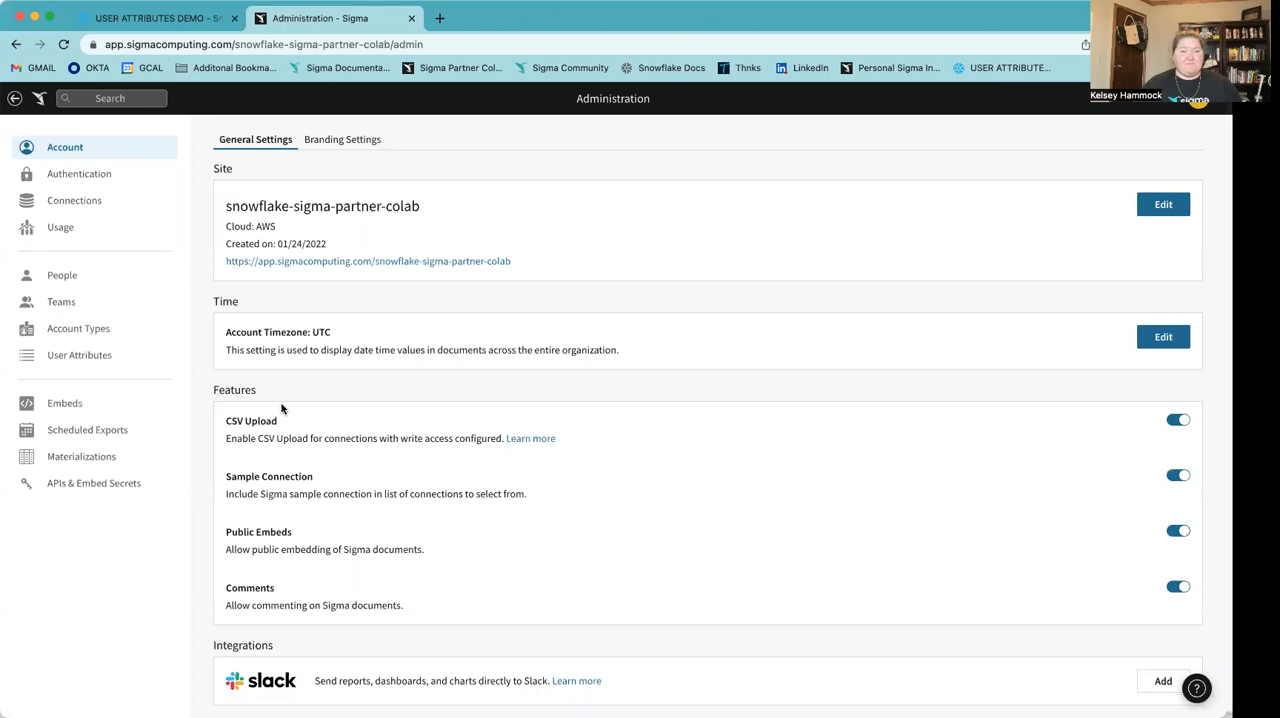 USER ATTRIBUTES DEMO - Sn
Administration - Sigma
app.sigmacomputing.com/snowflake-sigma-partner-colab/admin
GMAIL
OKTA
GCAL
Additonal Bookma...
Sigma Documenta...
Sigma Partner Col...
Sigma Community
Snowflake Docs
Thnks
LinkedIn
Personal Sigma In...
USER ATTRIBUTE...
Kelsey Hammock
sigma
Search
Administration
Account
Authentication
Connections
Usage
People
Teams
Account Types
User Attributes
Embeds
Scheduled Exports
Materializations
APIs & Embed Secrets
General Settings
Branding Settings
Site
snowflake-sigma-partner-colab
Edit
Cloud: AWS
Created on: 01/24/2022
https://app.sigmacomputing.com/snowflake-sigma-partner-colab
Time
Account Timezone: UTC
Edit
This setting is used to display date time values in documents across the entire organization.
Features
CSV Upload
Enable CSV Upload for connections with write access configured. Learn more
Sample Connection
Include Sigma sample connection in list of connections to select from.
Public Embeds
Allow public embedding of Sigma documents.
Comments
Allow commenting on Sigma documents.
Integrations
slack
Send reports, dashboards, and charts directly to Slack. Learn more
Add
?